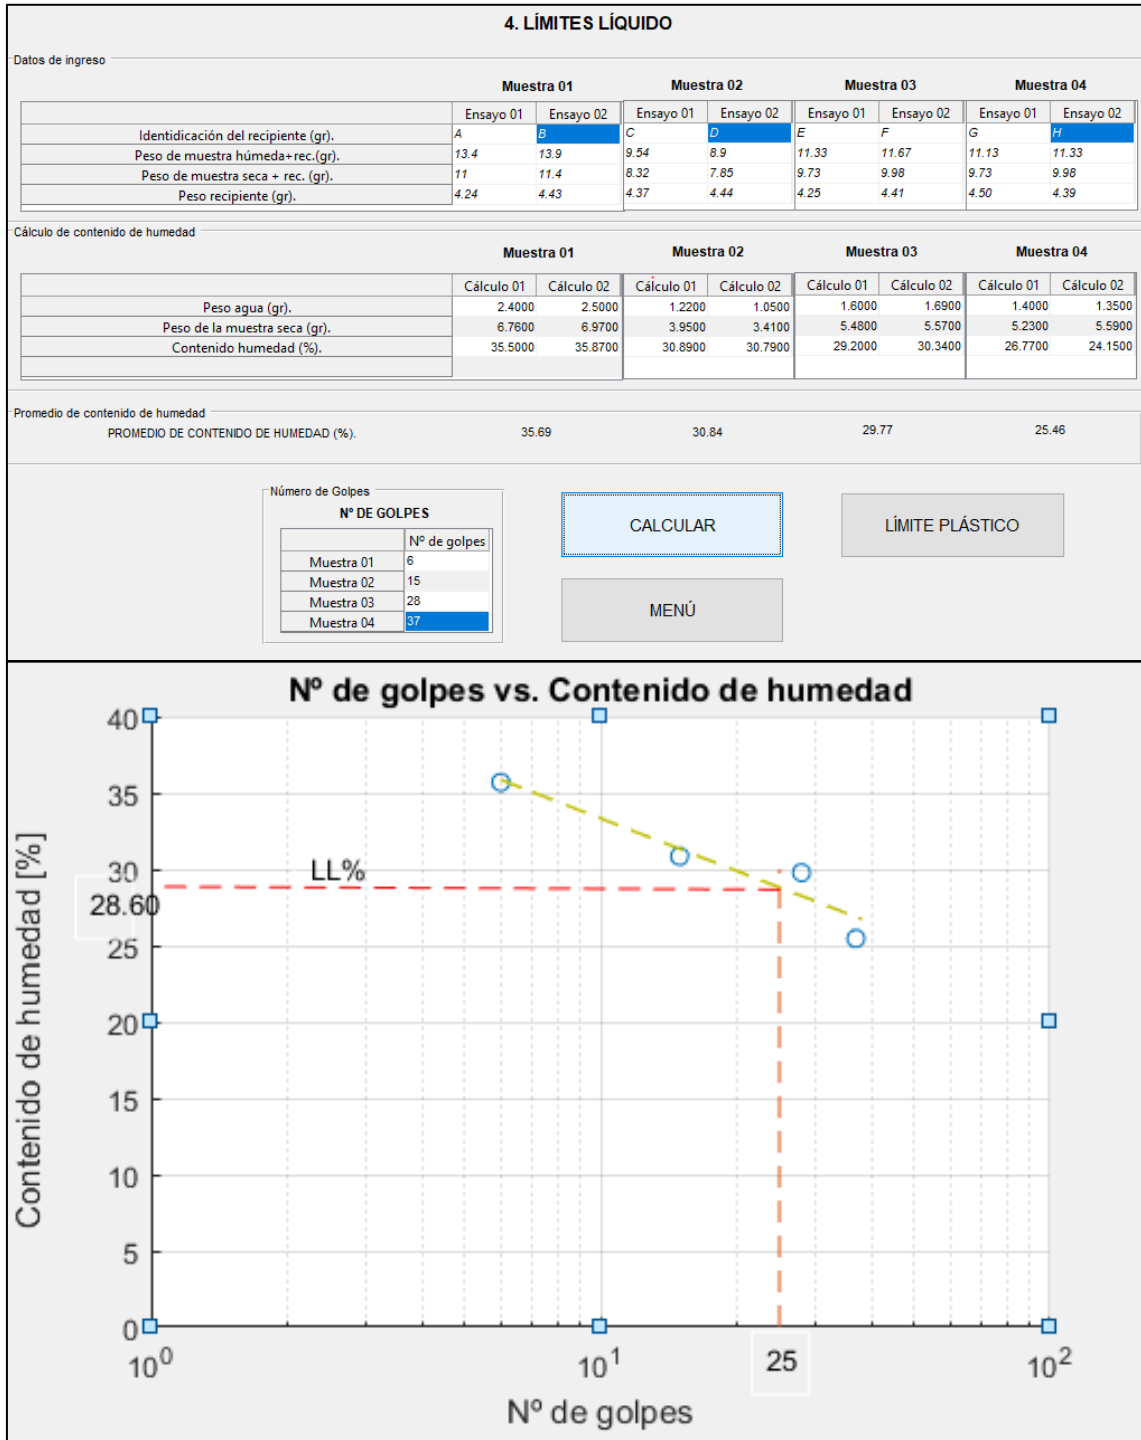 4. LÍMITES LÍQUIDO
Datos de ingreso
Muestra 01 Muestra 02 Muestra 03 Muestra 04
Ensayo 01 Ensayo 02 Ensayo 01 Ensayo 02 Ensayo 01 Ensayo 02 Ensayo 01 Ensayo 02
Identidicación del recipiente (gr). A B C D E F G H
Peso de muestra húmeda+rec.(gr). 13.4 13.9 9.54 8.9 11.33 11.67 11.13 11.33
Peso de muestra seca + rec. (gr). 11 11.4 8.32 7.85 9.73 9.98 9.73 9.98
Peso recipiente (gr). 4.24 4.43 4.37 4.44 4.25 4.41 4.50 4.39
Cálculo de contenido de humedad
Muestra 01 Muestra 02 Muestra 03 Muestra 04
Cálculo 01 Cálculo 02 Cálculo 01 Cálculo 02 Cálculo 01 Cálculo 02 Cálculo 01 Cálculo 02
Peso agua (gr). 2.4000 2.5000 1.2200 1.0500 1.6000 1.6900 1.4000 1.3500
Peso de la muestra seca (gr). 6.7600 6.9700 3.9500 3.4100 5.4800 5.5700 5.2300 5.5900
Contenido humedad (%). 35.5000 35.8700 30.8900 30.7900 29.2000 30.3400 26.7700 24.1500
Promedio de contenido de humedad
PROMEDIO DE CONTENIDO DE HUMEDAD (%). 35.69 30.84 29.77 25.46
Número de Golpes
Nº DE GOLPES
Nº de golpes
Muestra 01 6
Muestra 02 15
Muestra 03 28
Muestra 04 37
CALCULAR
LÍMITE PLÁSTICO
MENÚ
Nº de golpes vs. Contenido de humedad
Contenido de humedad [%]
40
35
30
LL%
28.60
25
20
15
10
5
0
10⁰ 10¹ 25 10²
Nº de golpes